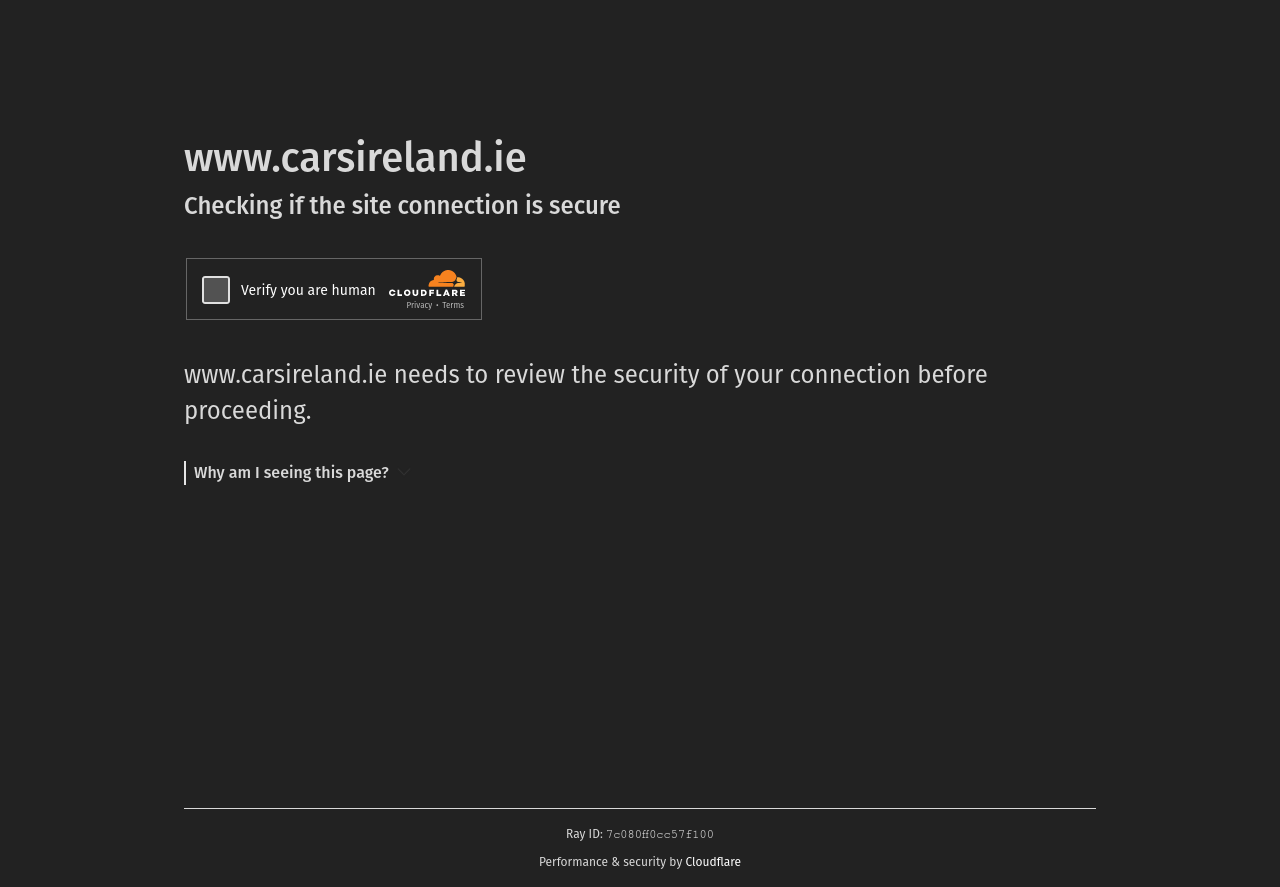 www.carsireland.ie
Checking if the site connection is secure
Verify you are human
CLOUDFLARE
Privacy • Terms
www.carsireland.ie needs to review the security of your connection before
proceeding.
Why am I seeing this page?
Ray ID: 7c080ff0cc57f100
Performance & security by Cloudflare